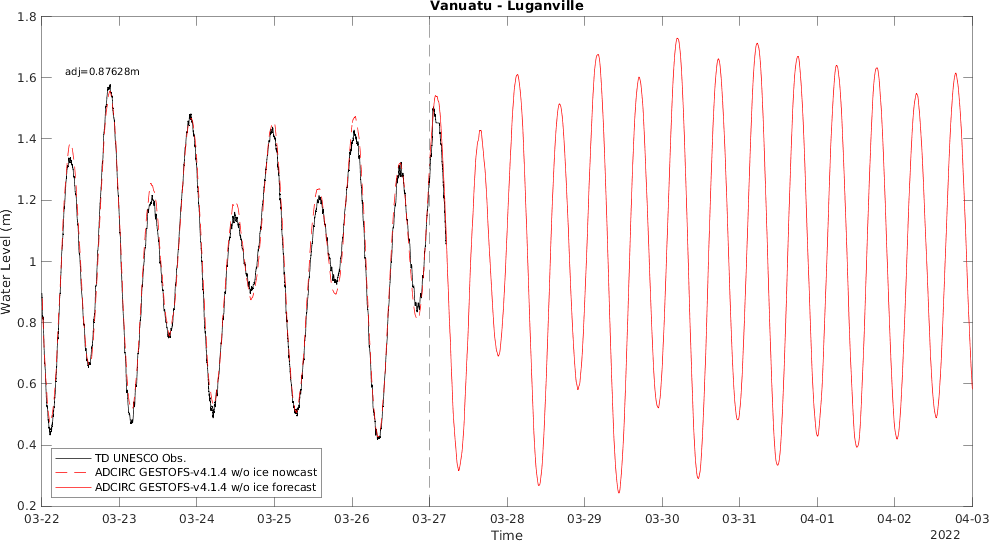 Vanuatu - Luganville
1.8
1.6
1.4
1.2
1
0.8
0.6
0.4
0.2
Water Level (m)
adj=0.87628m
TD UNESCO Obs.
ADCIRC GESTOFS-v4.1.4 w/o ice nowcast
ADCIRC GESTOFS-v4.1.4 w/o ice forecast
03-22 03-23 03-24 03-25 03-26 03-27 03-28 03-29 03-30 03-31 04-01 04-02 04-03
Time
2022